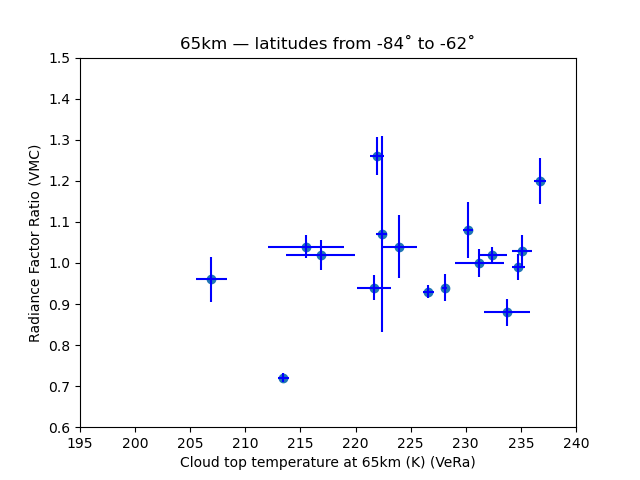 65km — latitudes from -84˚ to -62˚
1.5
1.4
1.3
1.2
1.1
1.0
0.9
0.8
0.7
0.6
Radiance Factor Ratio (VMC)
195 200 205 210 215 220 225 230 235 240
Cloud top temperature at 65km (K) (VeRa)